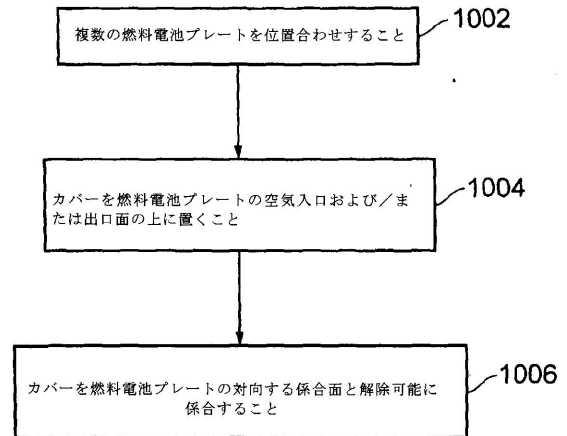 複数の燃料電池プレートを位置合わせすること
1002
カバーを燃料電池プレートの空気入口および/ま
たは出口面の上に置くこと
1004
カバーを燃料電池プレートの対向する係合面と解除可能に
係合すること
1006